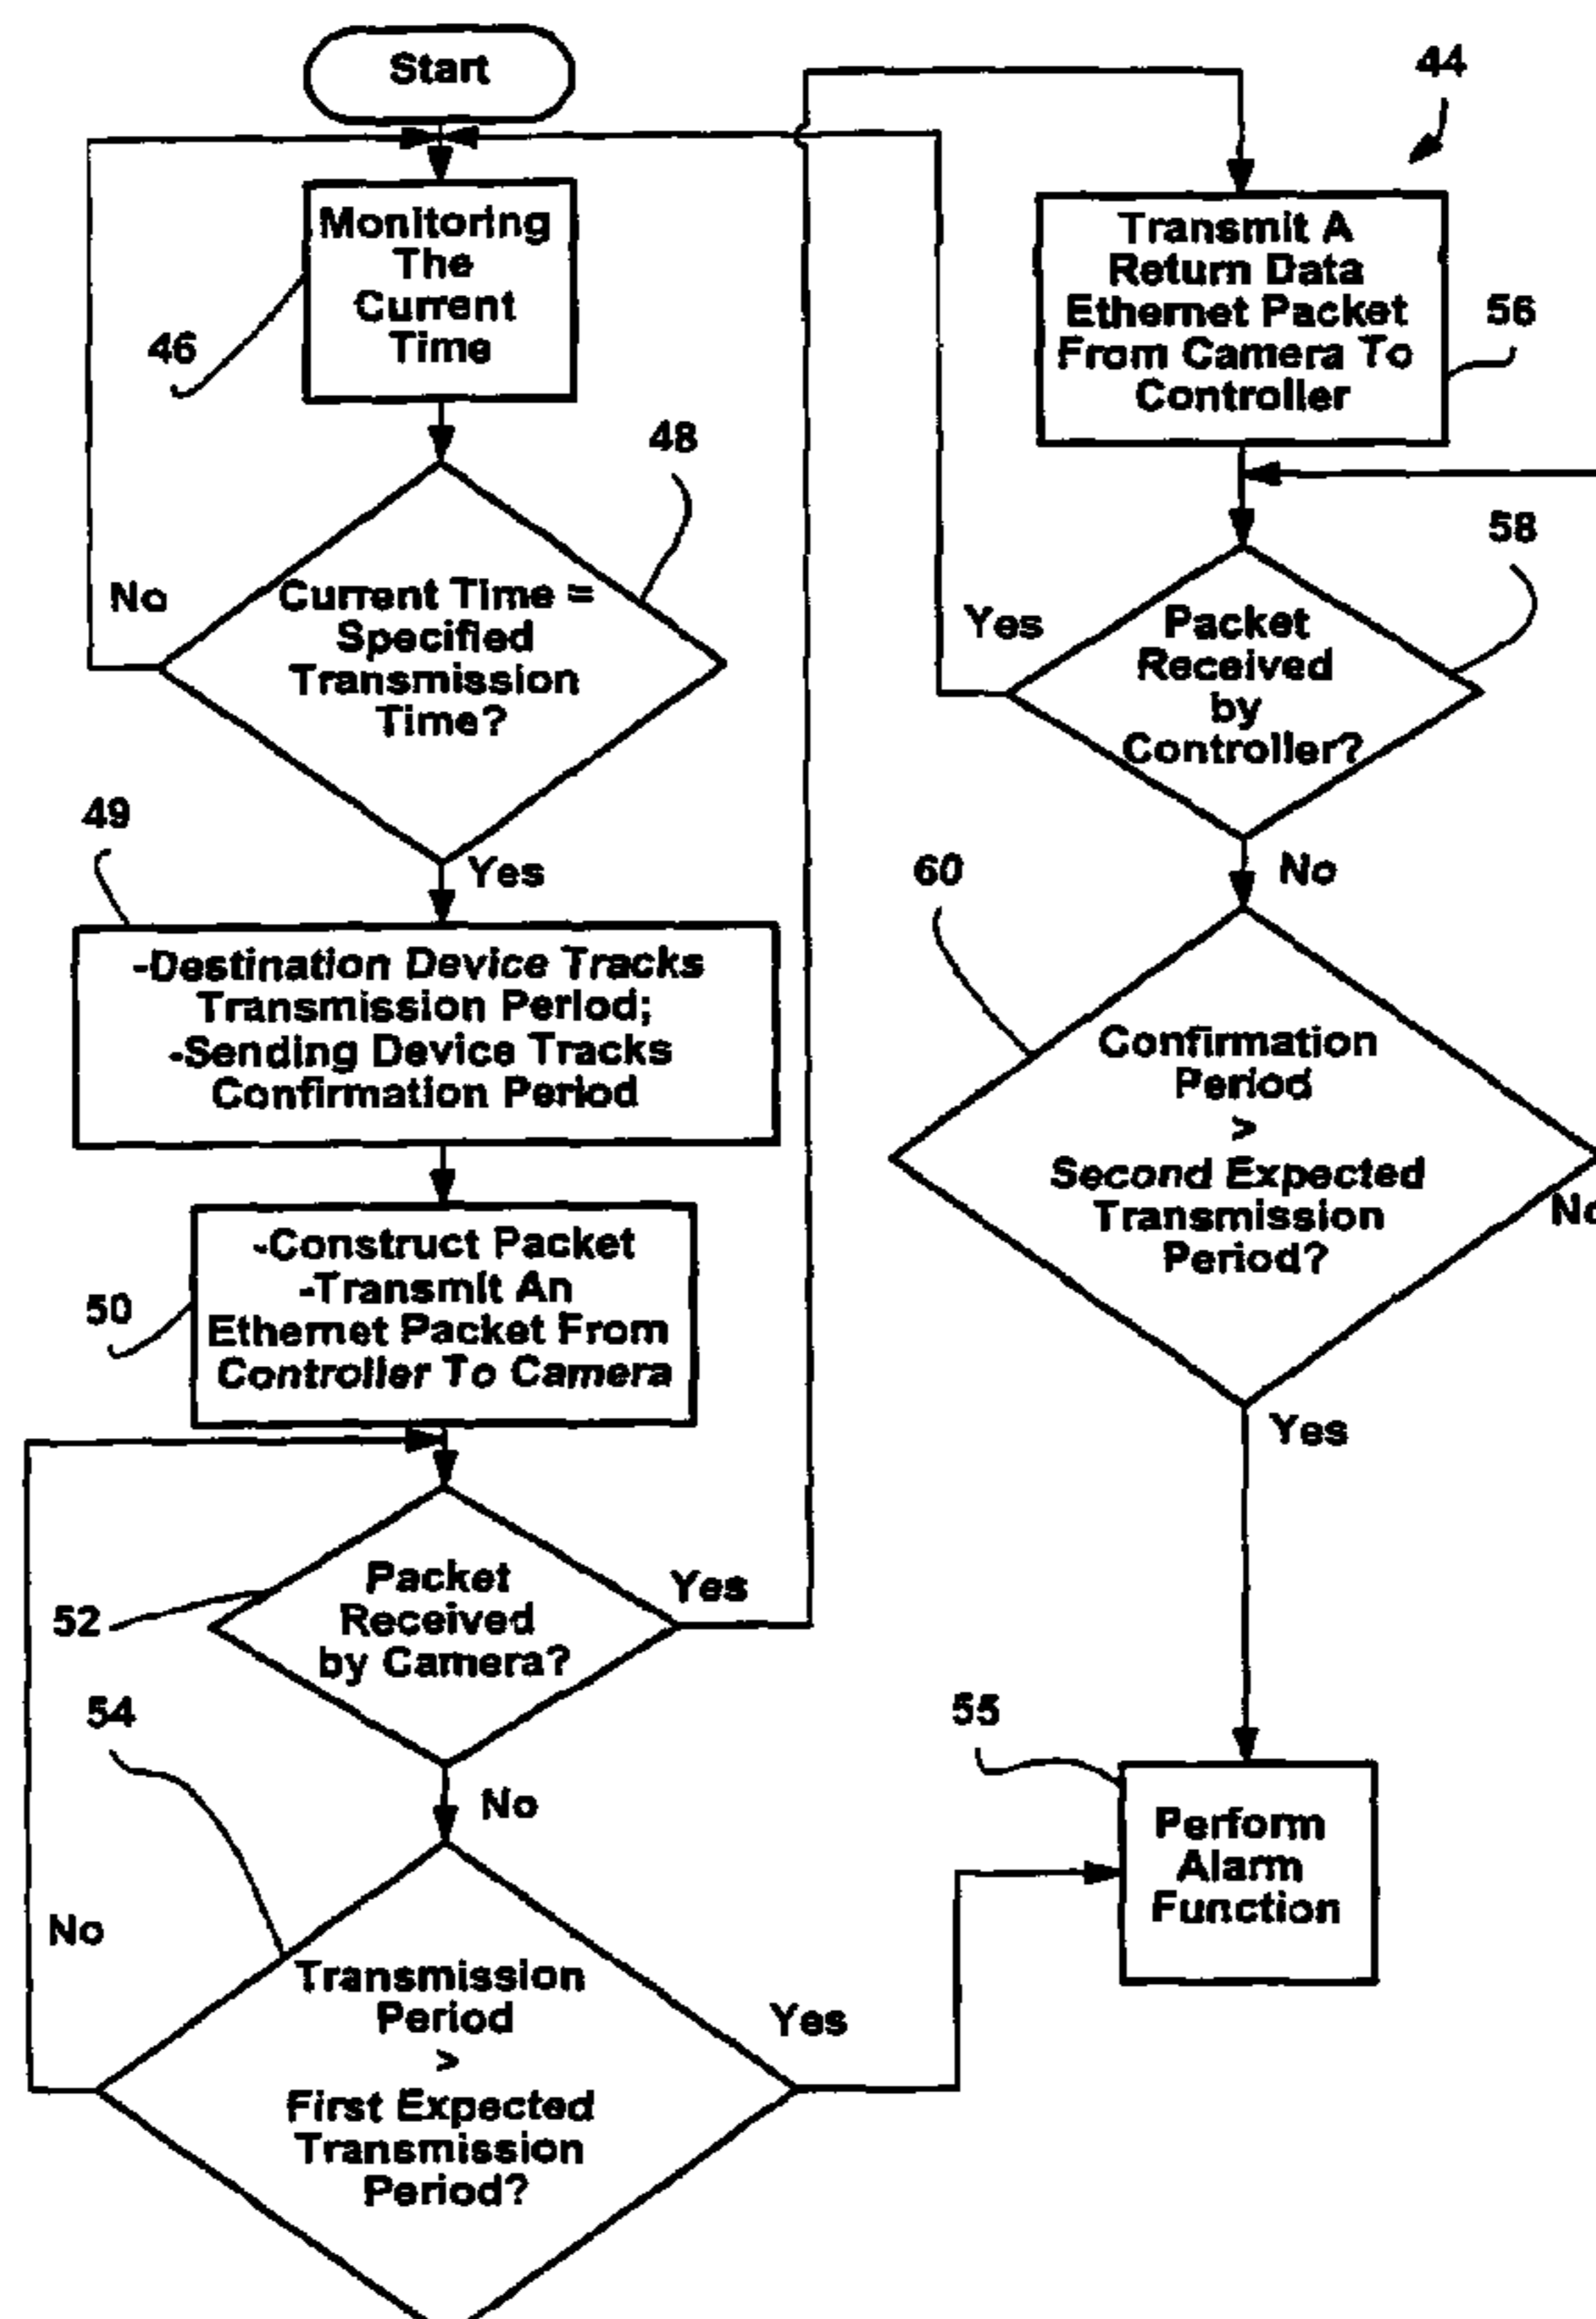 Start
44
Monitoring
The
Current
Time
46
Transmit A
Return Data
Ethernet Packet
From Camera To
Controller
56
48
No
Current Time =
Specified
Transmission
Time?
Yes
58
Yes
Packet
Received
by
Controller?
No
49
-Destination Device Tracks
Transmission Period;
-Sending Device Tracks
Confirmation Period
60
Confirmation
Period
>
Second Expected
Transmission
Period?
No
Yes
50
-Construct Packet
-Transmit An
Ethernet Packet From
Controller To Camera
52
Packet
Received
by Camera?
Yes
No
54
No
Transmission
Period
>
First Expected
Transmission
Period?
Yes
55
Perform
Alarm
Function